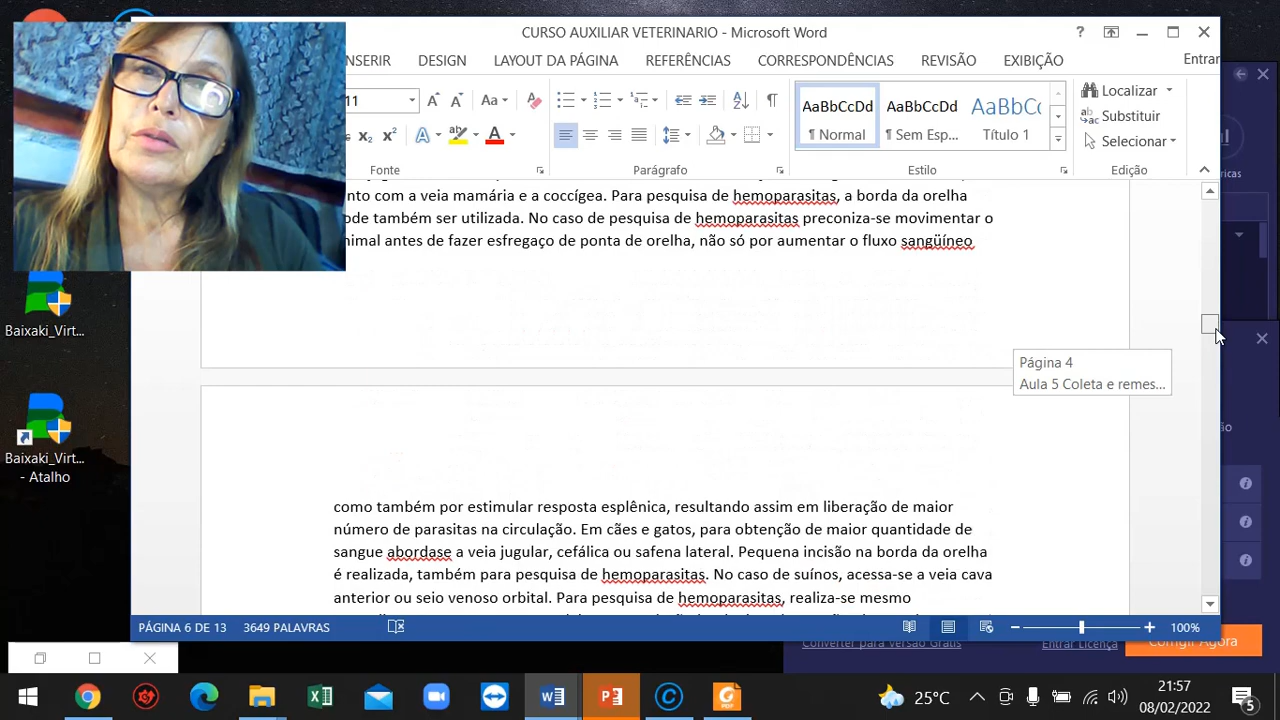 CURSO AUXILIAR VETERINARIO - Microsoft Word
?
NSERIR DESIGN LAYOUT DA PÁGINA REFERÊNCIAS CORRESPONDÊNCIAS REVISÃO EXIBIÇÃO Entrar
11 Aa AaBbCcDd AaBbCcDd AaBbCc Localizar
Substituir
¶ Normal ¶ Sem Esp... Título 1 Selecionar
Fonte Parágrafo Estilo Edição
ricas
nto com a veia mamária e a coccígea. Para pesquisa de hemoparasitas, a borda da orelha
ode também ser utilizada. No caso de pesquisa de hemoparasitas preconiza-se movimentar o
nimal antes de fazer esfregaço de ponta de orelha, não só por aumentar o fluxo sangüíneo
Baixaki_Virt...
Página 4
Aula 5 Coleta e remes...
ão
Baixaki_Virt...
- Atalho
como também por estimular resposta esplênica, resultando assim em liberação de maior
número de parasitas na circulação. Em cães e gatos, para obtenção de maior quantidade de
sangue abordase a veia jugular, cefálica ou safena lateral. Pequena incisão na borda da orelha
é realizada, também para pesquisa de hemoparasitas. No caso de suínos, acessa-se a veia cava
anterior ou seio venoso orbital. Para pesquisa de hemoparasitas, realiza-se mesmo
PÁGINA 6 DE 13 3649 PALAVRAS 100%
Converter para Versão Grátis Entrar Licença Corrigir Agora
25°C 21:57
08/02/2022 5